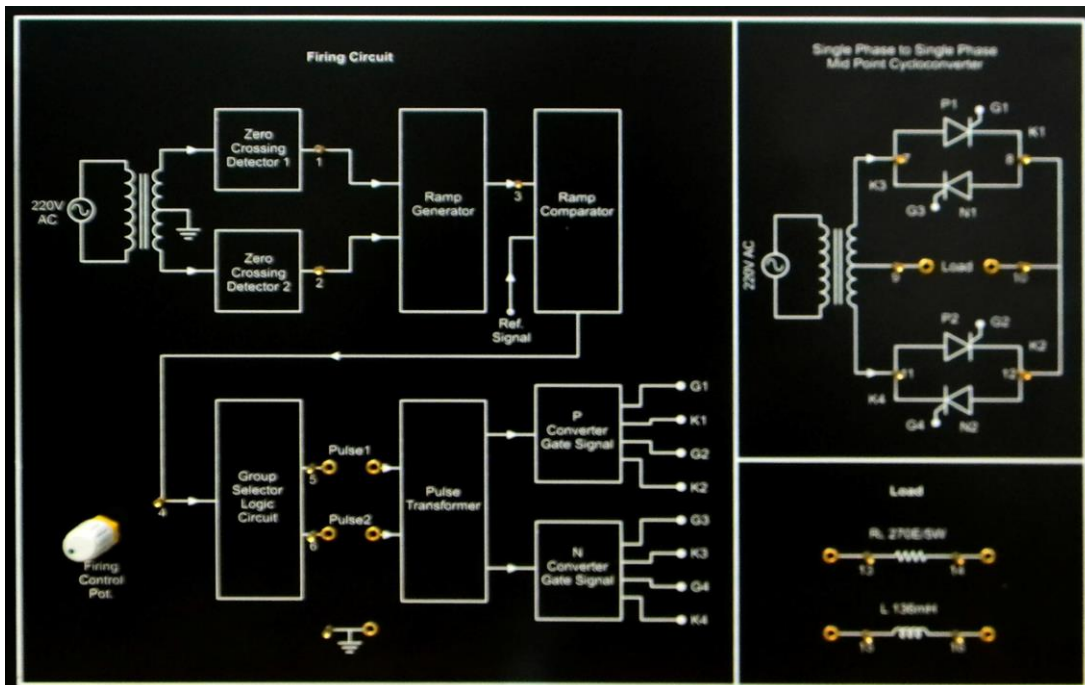 Firing Circuit
220V
AC
Zero
Crossing
Detector 1
1
Zero
Crossing
Detector 2
2
Ramp
Generator
3
Ramp
Comparator
Ref.
Signal
4
Firing
Control
Pot.
Group
Selector
Logic
Circuit
Pulse1
5
Pulse2
6
Pulse
Transformer
P
Converter
Gate Signal
N
Converter
Gate Signal
G1
K1
G2
K2
G3
K3
G4
K4
Single Phase to Single Phase
Mid Point Cycloconverter
220V AC
P1
G1
K1
7
8
K3
G3
N1
9
Load
10
P2
G2
K2
11
12
K4
G4
N2
Load
R. 270E/5W
13
14
L 136mH
15
16